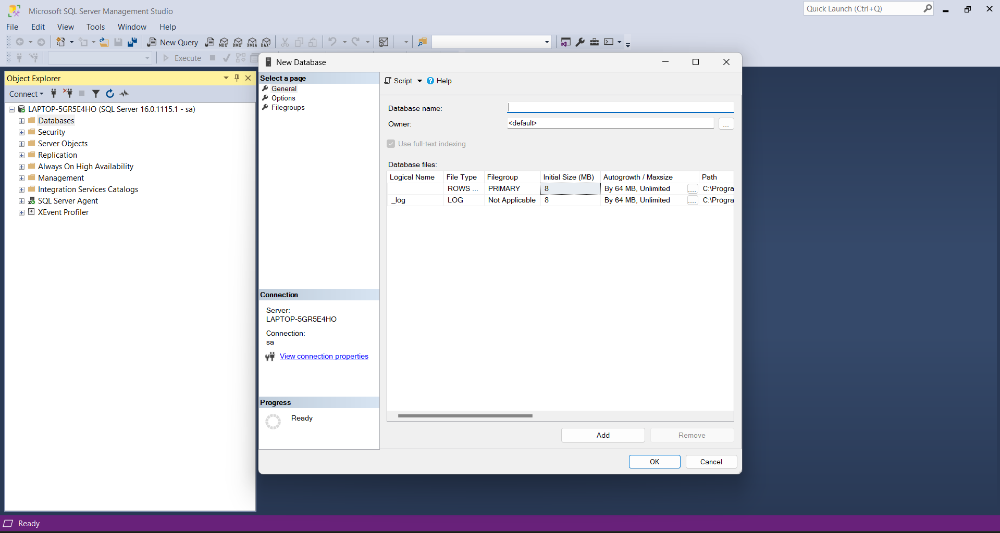 Microsoft SQL Server Management Studio
Quick Launch (Ctrl+Q)
File Edit View Tools Window Help
New Query MDX DMX XMLA DAX
Execute
Object Explorer
Connect
LAPTOP-5GR5E4HO (SQL Server 16.0.1115.1 - sa)
Databases
Security
Server Objects
Replication
Always On High Availability
Management
Integration Services Catalogs
SQL Server Agent
XEvent Profiler
New Database
Select a page
General
Options
Filegroups
Connection
Server:
LAPTOP-5GR5E4HO
Connection:
sa
View connection properties
Progress
Ready
Script Help
Database name:
Owner: <default> ...
Use full-text indexing
Database files:
Logical Name File Type Filegroup Initial Size (MB) Autogrowth / Maxsize Path
ROWS ... PRIMARY 8 By 64 MB, Unlimited .... C:\Progra
_log LOG Not Applicable 8 By 64 MB, Unlimited .... C:\Progra
Add Remove
OK Cancel
Ready